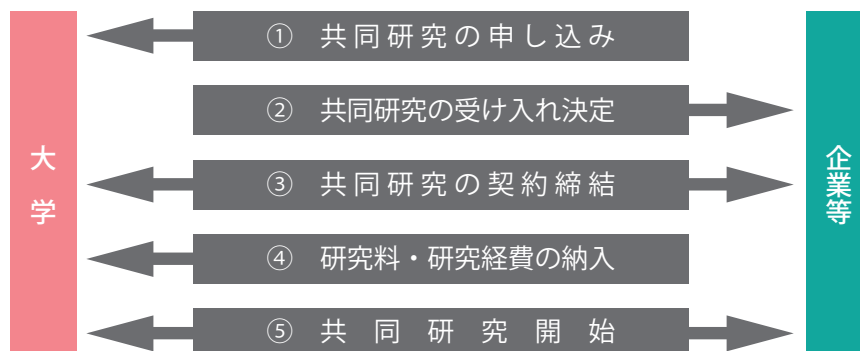 大学
① 共同研究の申し込み
② 共同研究の受け入れ決定
③ 共同研究の契約締結
④ 研究料・研究経費の納入
⑤ 共同研究開始
企業等